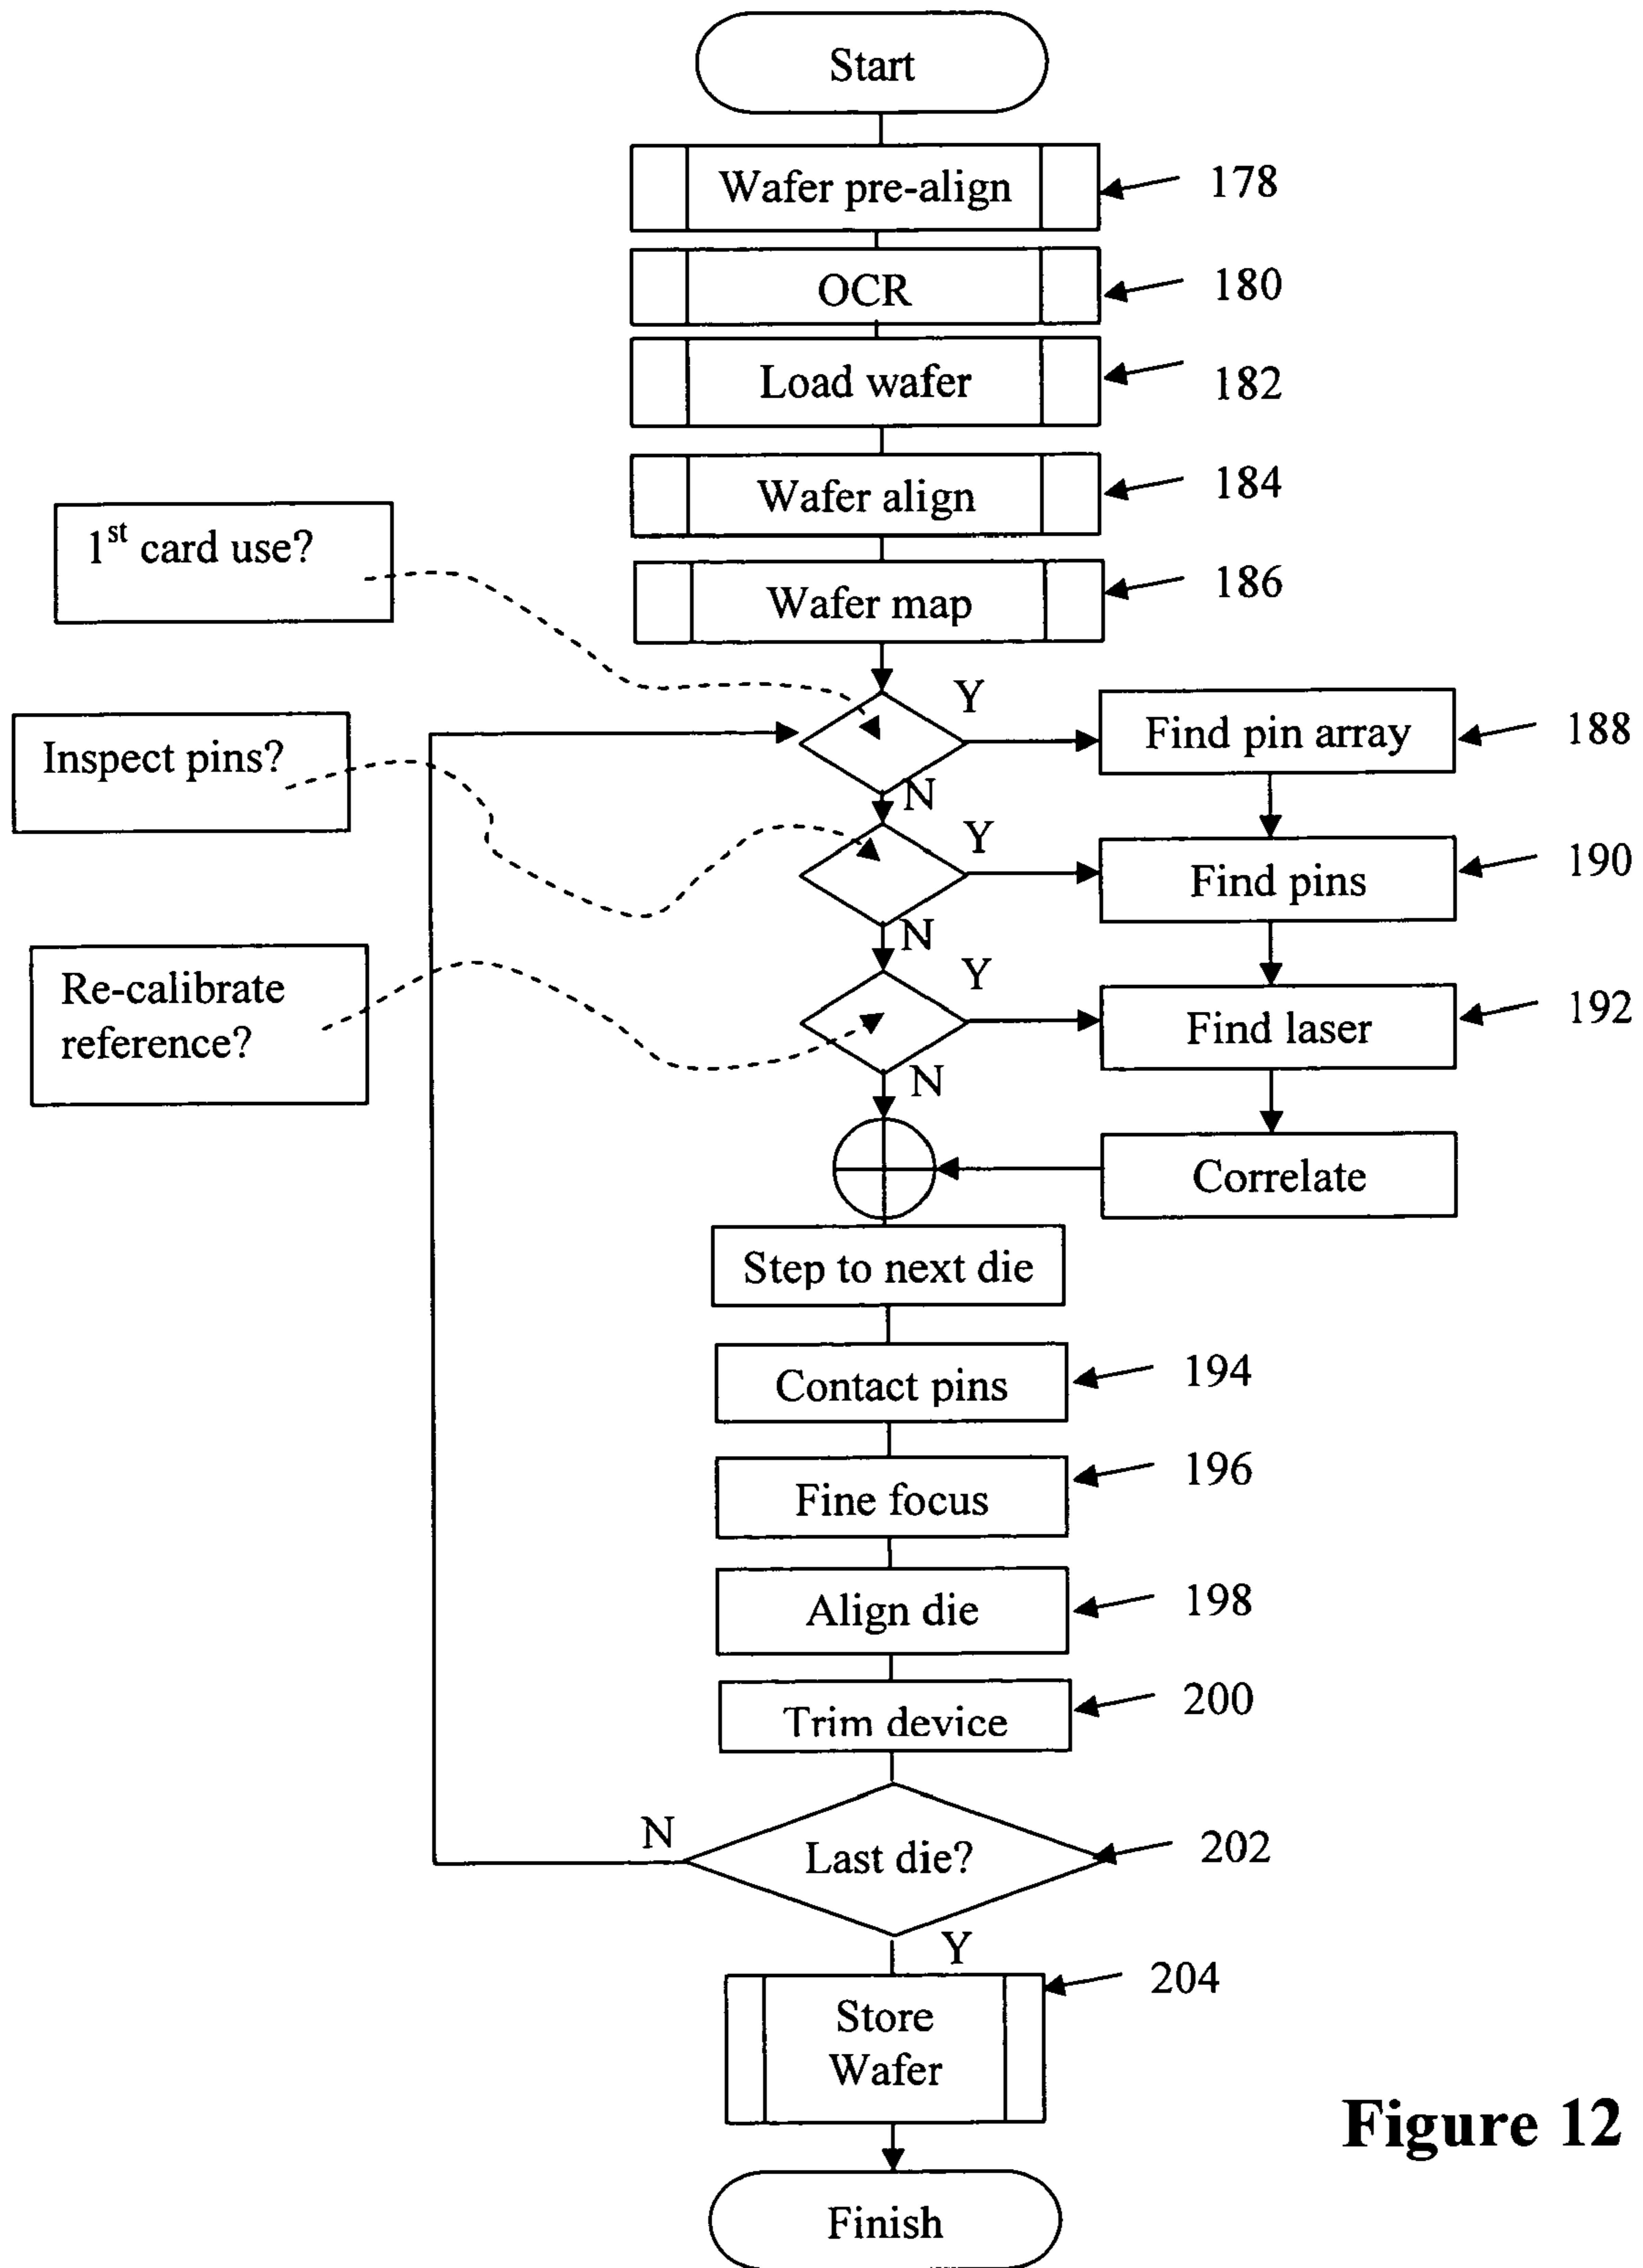 Start
Wafer pre-align
178
OCR
180
Load wafer
182
Wafer align
184
1st card use?
Wafer map
186
Y
Find pin array
188
Inspect pins?
N
Y
Find pins
190
N
Re-calibrate
reference?
Y
Find laser
192
N
Correlate
Step to next die
Contact pins
194
Fine focus
196
Align die
198
Trim device
200
N
Last die?
202
Y
Store
Wafer
204
Finish
Figure 12